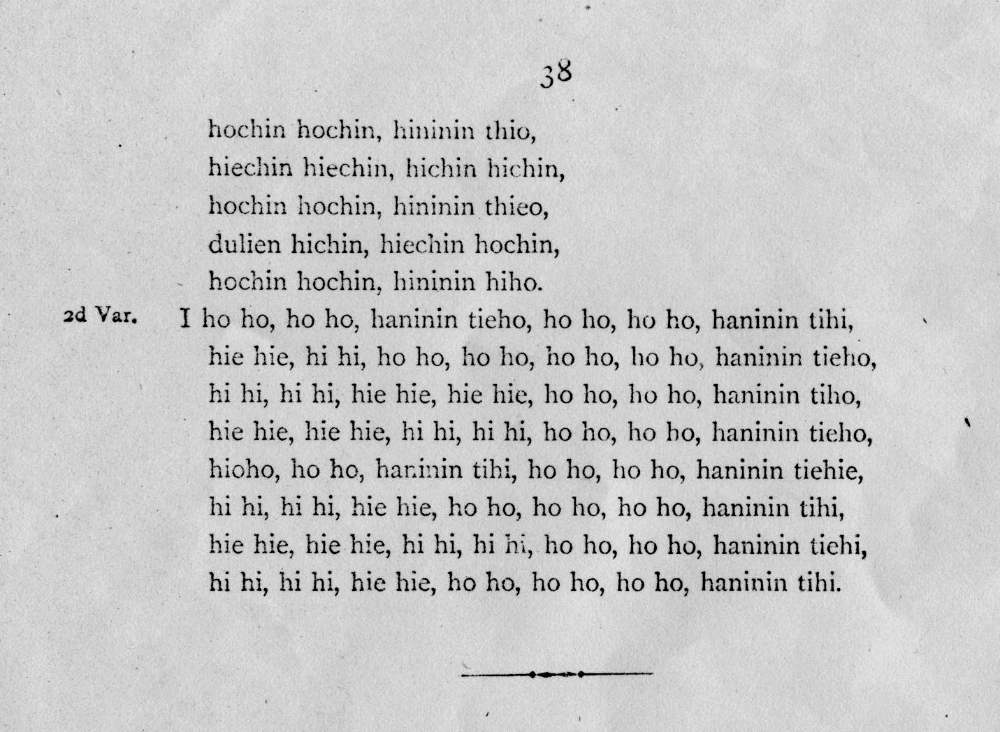 38
hochin hochin, hininin thio,
hiechin hiechin, hichin hichin,
hochin hochin, hininin thieo,
dulien hichin, hiechin hochin,
hochin hochin, hininin hiho.
2d Var. I ho ho, ho ho, haninin tieho, ho ho, ho ho, haninin tihi,
hie hie, hi hi, ho ho, ho ho, ho ho, ho ho, haninin tieho,
hi hi, hi hi, hie hie, hie hie, ho ho, ho ho, haninin tiho,
hie hie, hie hie, hi hi, hi hi, ho ho, ho ho, haninin tieho,
hioho, ho ho, haninin tihi, ho ho, ho ho, haninin tiehie,
hi hi, hi hi, hie hie, ho ho, ho ho, ho ho, haninin tihi,
hie hie, hie hie, hi hi, hi hi, ho ho, ho ho, haninin tiehi,
hi hi, hi hi, hie hie, ho ho, ho ho, ho ho, haninin tihi.